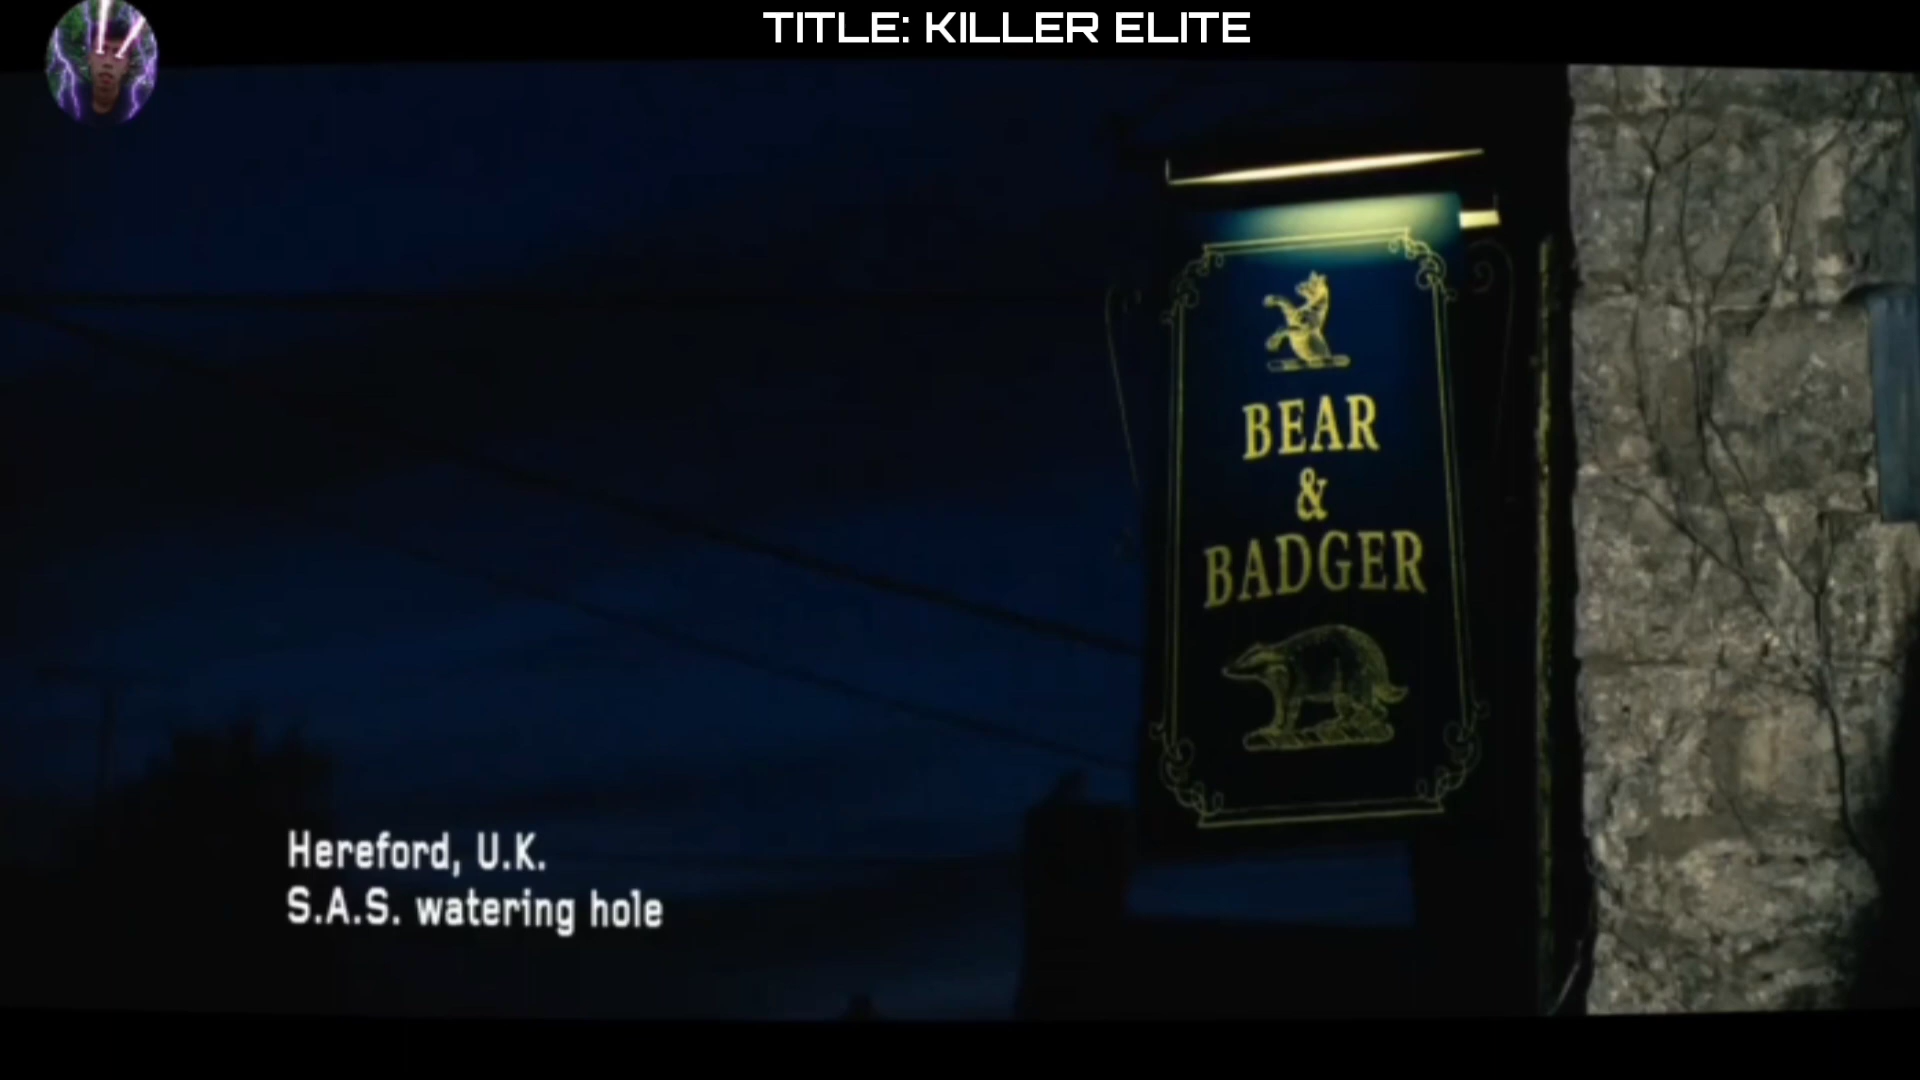 TITLE: KILLER ELITE
BEAR
&
BADGER
Hereford, U.K.
S.A.S. watering hole